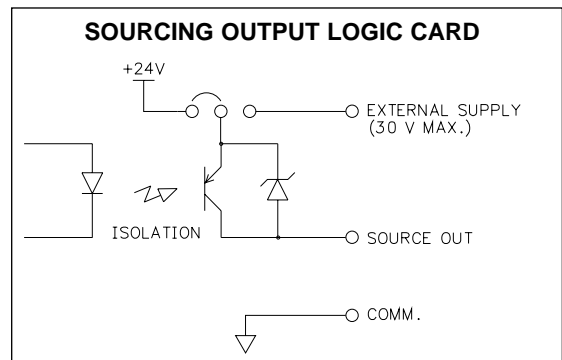 SOURCING OUTPUT LOGIC CARD
+24V
EXTERNAL SUPPLY
(30 V MAX.)
ISOLATION
SOURCE OUT
COMM.